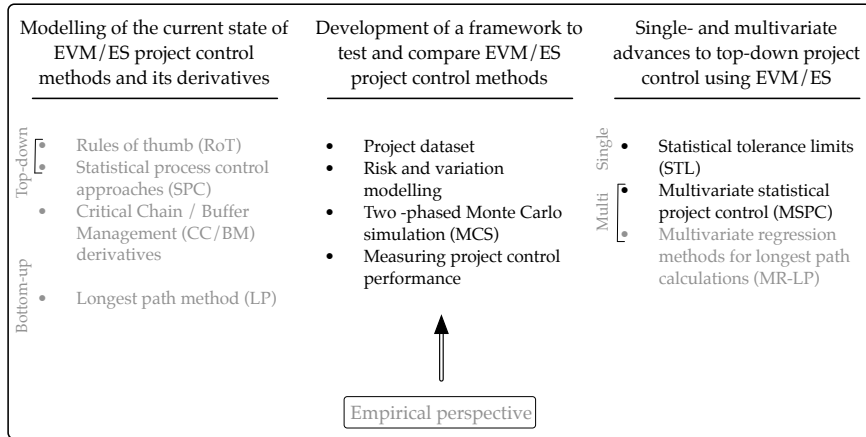 Modelling of the current state of
EVM/ES project control
methods and its derivatives
Top-down
• Rules of thumb (RoT)
• Statistical process control
approaches (SPC)
• Critical Chain / Buffer
Management (CC/BM)
derivatives
Bottom-up
• Longest path method (LP)
Development of a framework to
test and compare EVM/ES
project control methods
• Project dataset
• Risk and variation
modelling
• Two -phased Monte Carlo
simulation (MCS)
• Measuring project control
performance
Empirical perspective
Single- and multivariate
advances to top-down project
control using EVM/ES
Single
• Statistical tolerance limits
(STL)
Multi
• Multivariate statistical
project control (MSPC)
• Multivariate regression
methods for longest path
calculations (MR-LP)